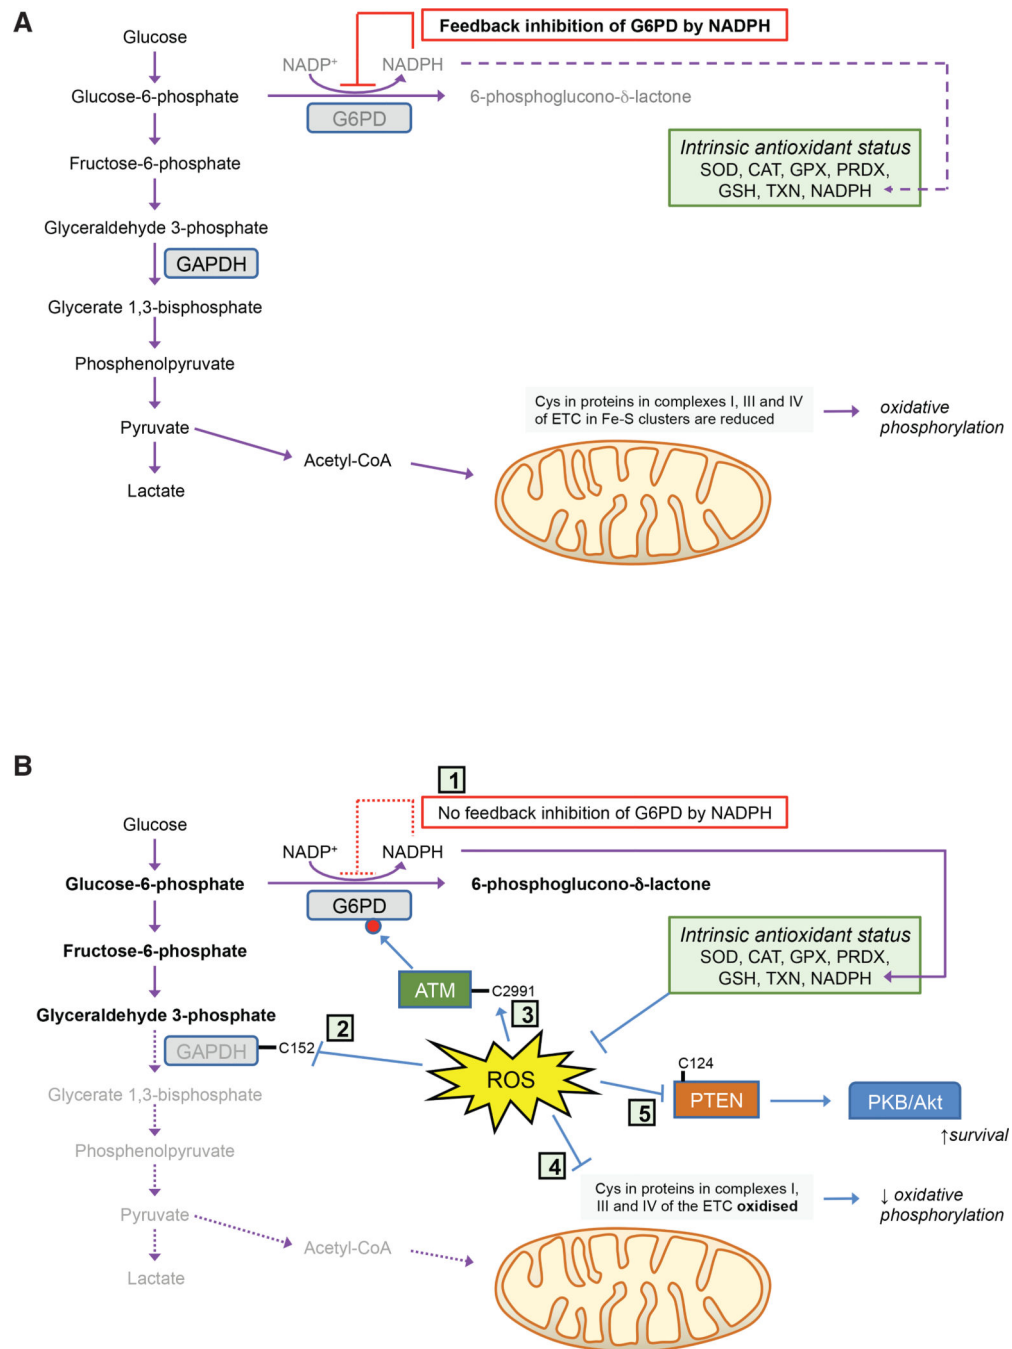 A
Feedback inhibition of G6PD by NADPH
Glucose
NADP⁺
NADPH
Glucose-6-phosphate
6-phosphoglucono-δ-lactone
G6PD
Intrinsic antioxidant status
SOD, CAT, GPX, PRDX,
GSH, TXN, NADPH
Fructose-6-phosphate
Glyceraldehyde 3-phosphate
GAPDH
Glycerate 1,3-bisphosphate
Phosphenolpyruvate
Cys in proteins in complexes I, III and IV
of ETC in Fe-S clusters are reduced
oxidative
phosphorylation
Pyruvate
Acetyl-CoA
Lactate
B
1
No feedback inhibition of G6PD by NADPH
Glucose
NADP⁺
NADPH
Glucose-6-phosphate
6-phosphoglucono-δ-lactone
G6PD
Intrinsic antioxidant status
SOD, CAT, GPX, PRDX,
GSH, TXN, NADPH
Fructose-6-phosphate
ATM
C2991
3
Glyceraldehyde 3-phosphate
2
GAPDH
C152
ROS
C124
PTEN
5
PKB/Akt
↑survival
Glycerate 1,3-bisphosphate
Phosphenolpyruvate
4
Cys in proteins in complexes I,
III and IV of the ETC oxidised
↓ oxidative
phosphorylation
Pyruvate
Acetyl-CoA
Lactate